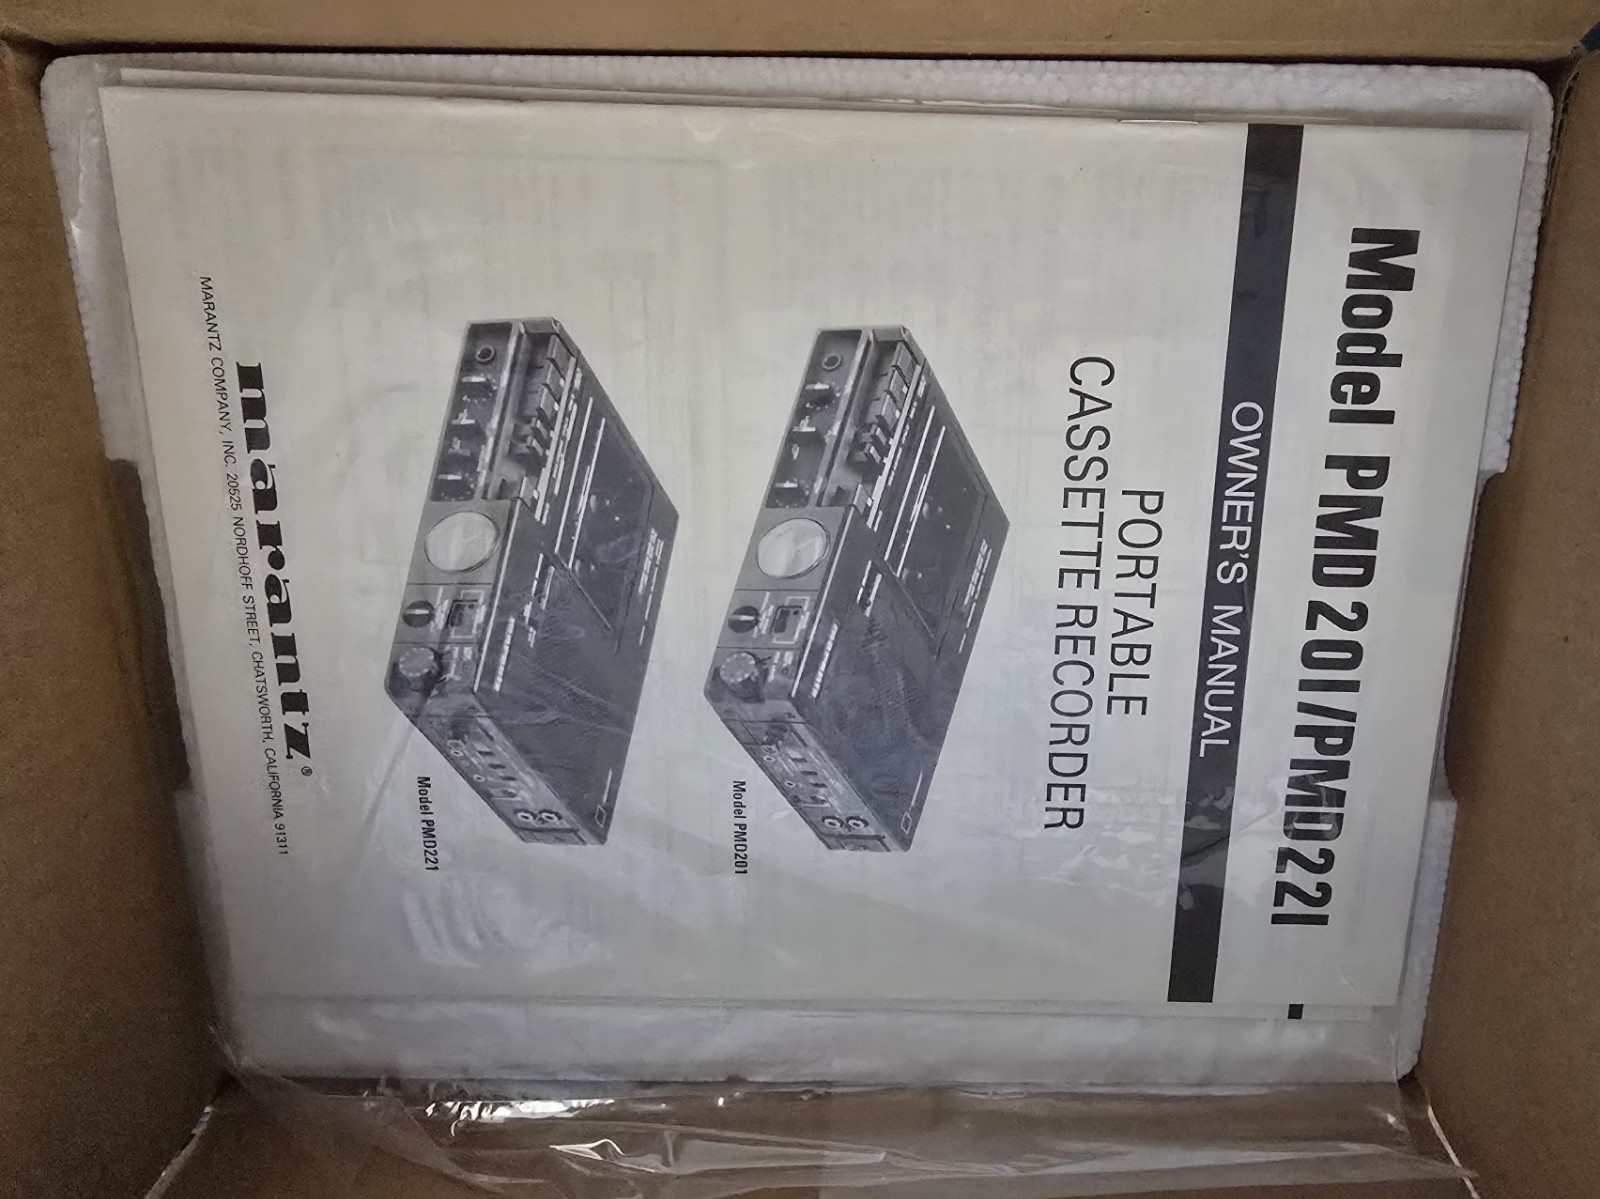 Model PMD201/PMD221
OWNER'S MANUAL
PORTABLE
CASSETTE RECORDER
Model PMD201
Model PMD221
marantz®
MARANTZ COMPANY, INC. 20525 NORDHOFF STREET, CHATSWORTH, CALIFORNIA 91311